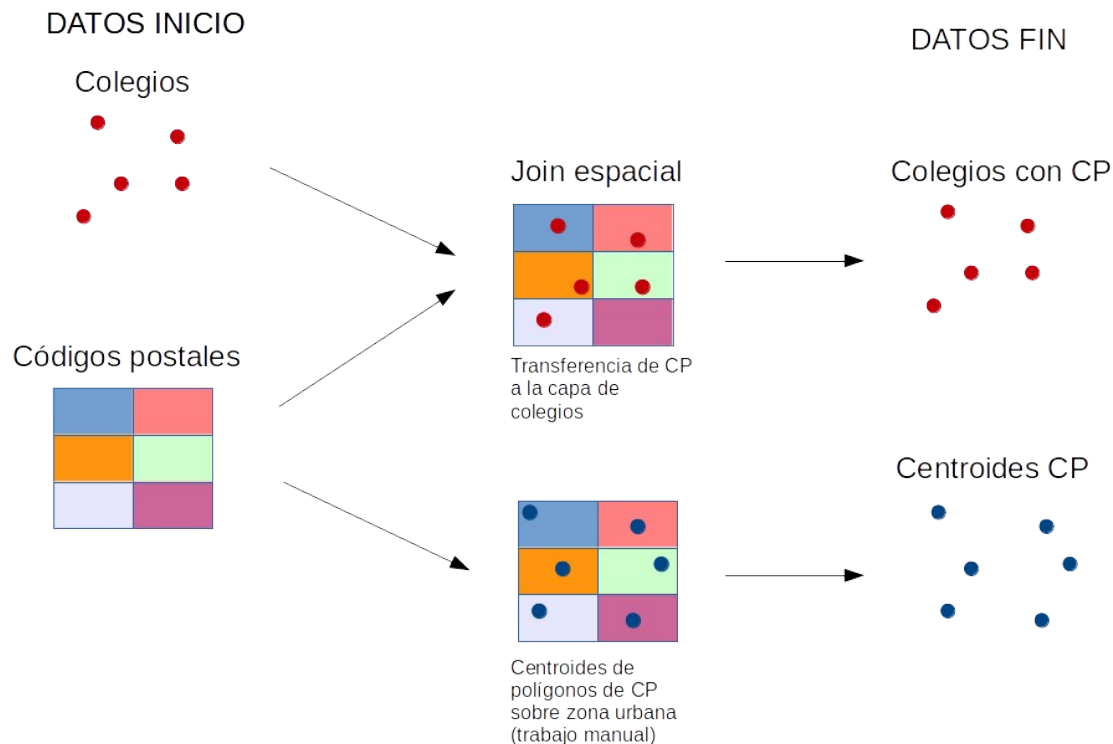 DATOS INICIO
DATOS FIN
Colegios
Join espacial
Colegios con CP
Códigos postales
Transferencia de CP
a la capa de
colegios
Centroides CP
Centroides de
polígonos de CP
sobre zona urbana
(trabajo manual)